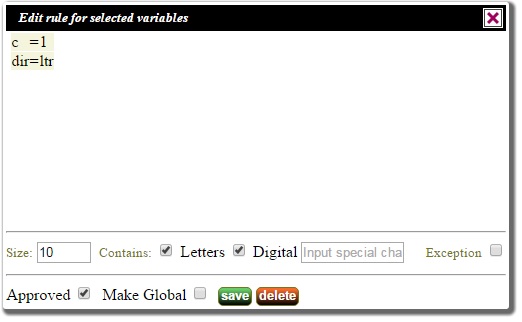 Edit rule for selected variables
c =1
dir=ltr
Size: 10 Contains: Letters Digital Input special cha Exception
Approved Make Global save delete